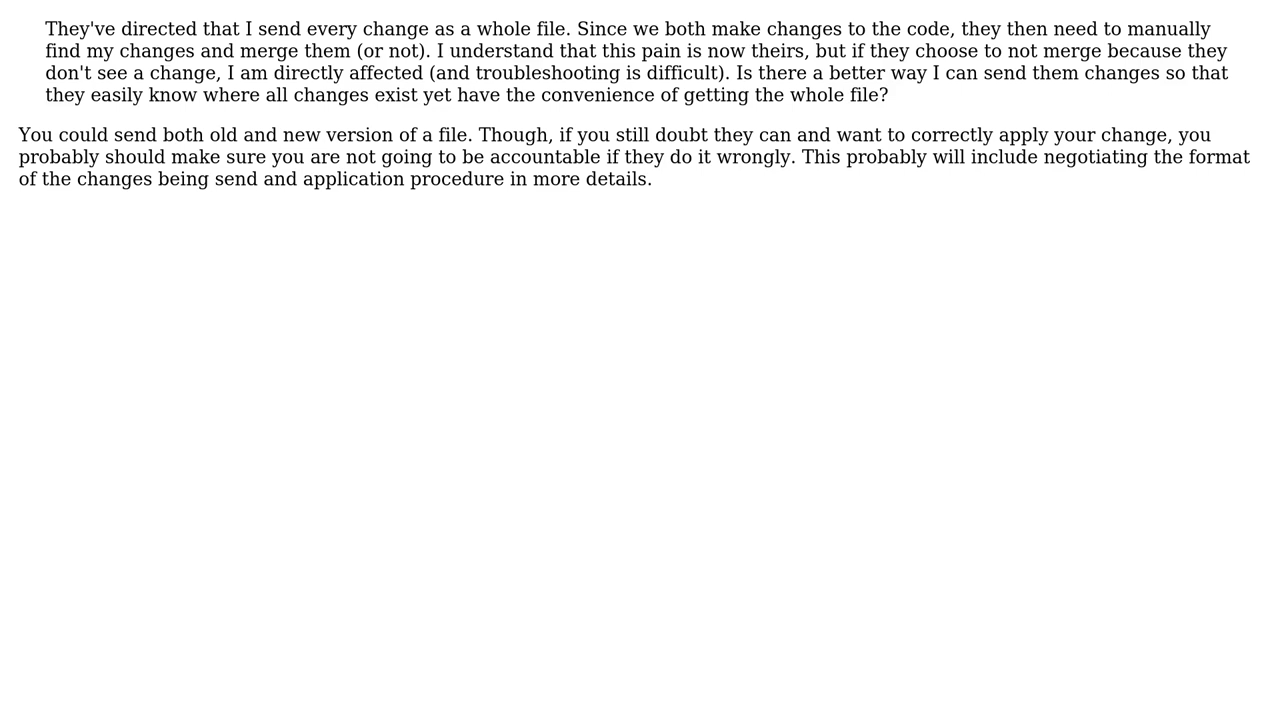 They've directed that I send every change as a whole file. Since we both make changes to the code, they then need to manually
find my changes and merge them (or not). I understand that this pain is now theirs, but if they choose to not merge because they
don't see a change, I am directly affected (and troubleshooting is difficult). Is there a better way I can send them changes so that
they easily know where all changes exist yet have the convenience of getting the whole file?
You could send both old and new version of a file. Though, if you still doubt they can and want to correctly apply your change, you
probably should make sure you are not going to be accountable if they do it wrongly. This probably will include negotiating the format
of the changes being send and application procedure in more details.